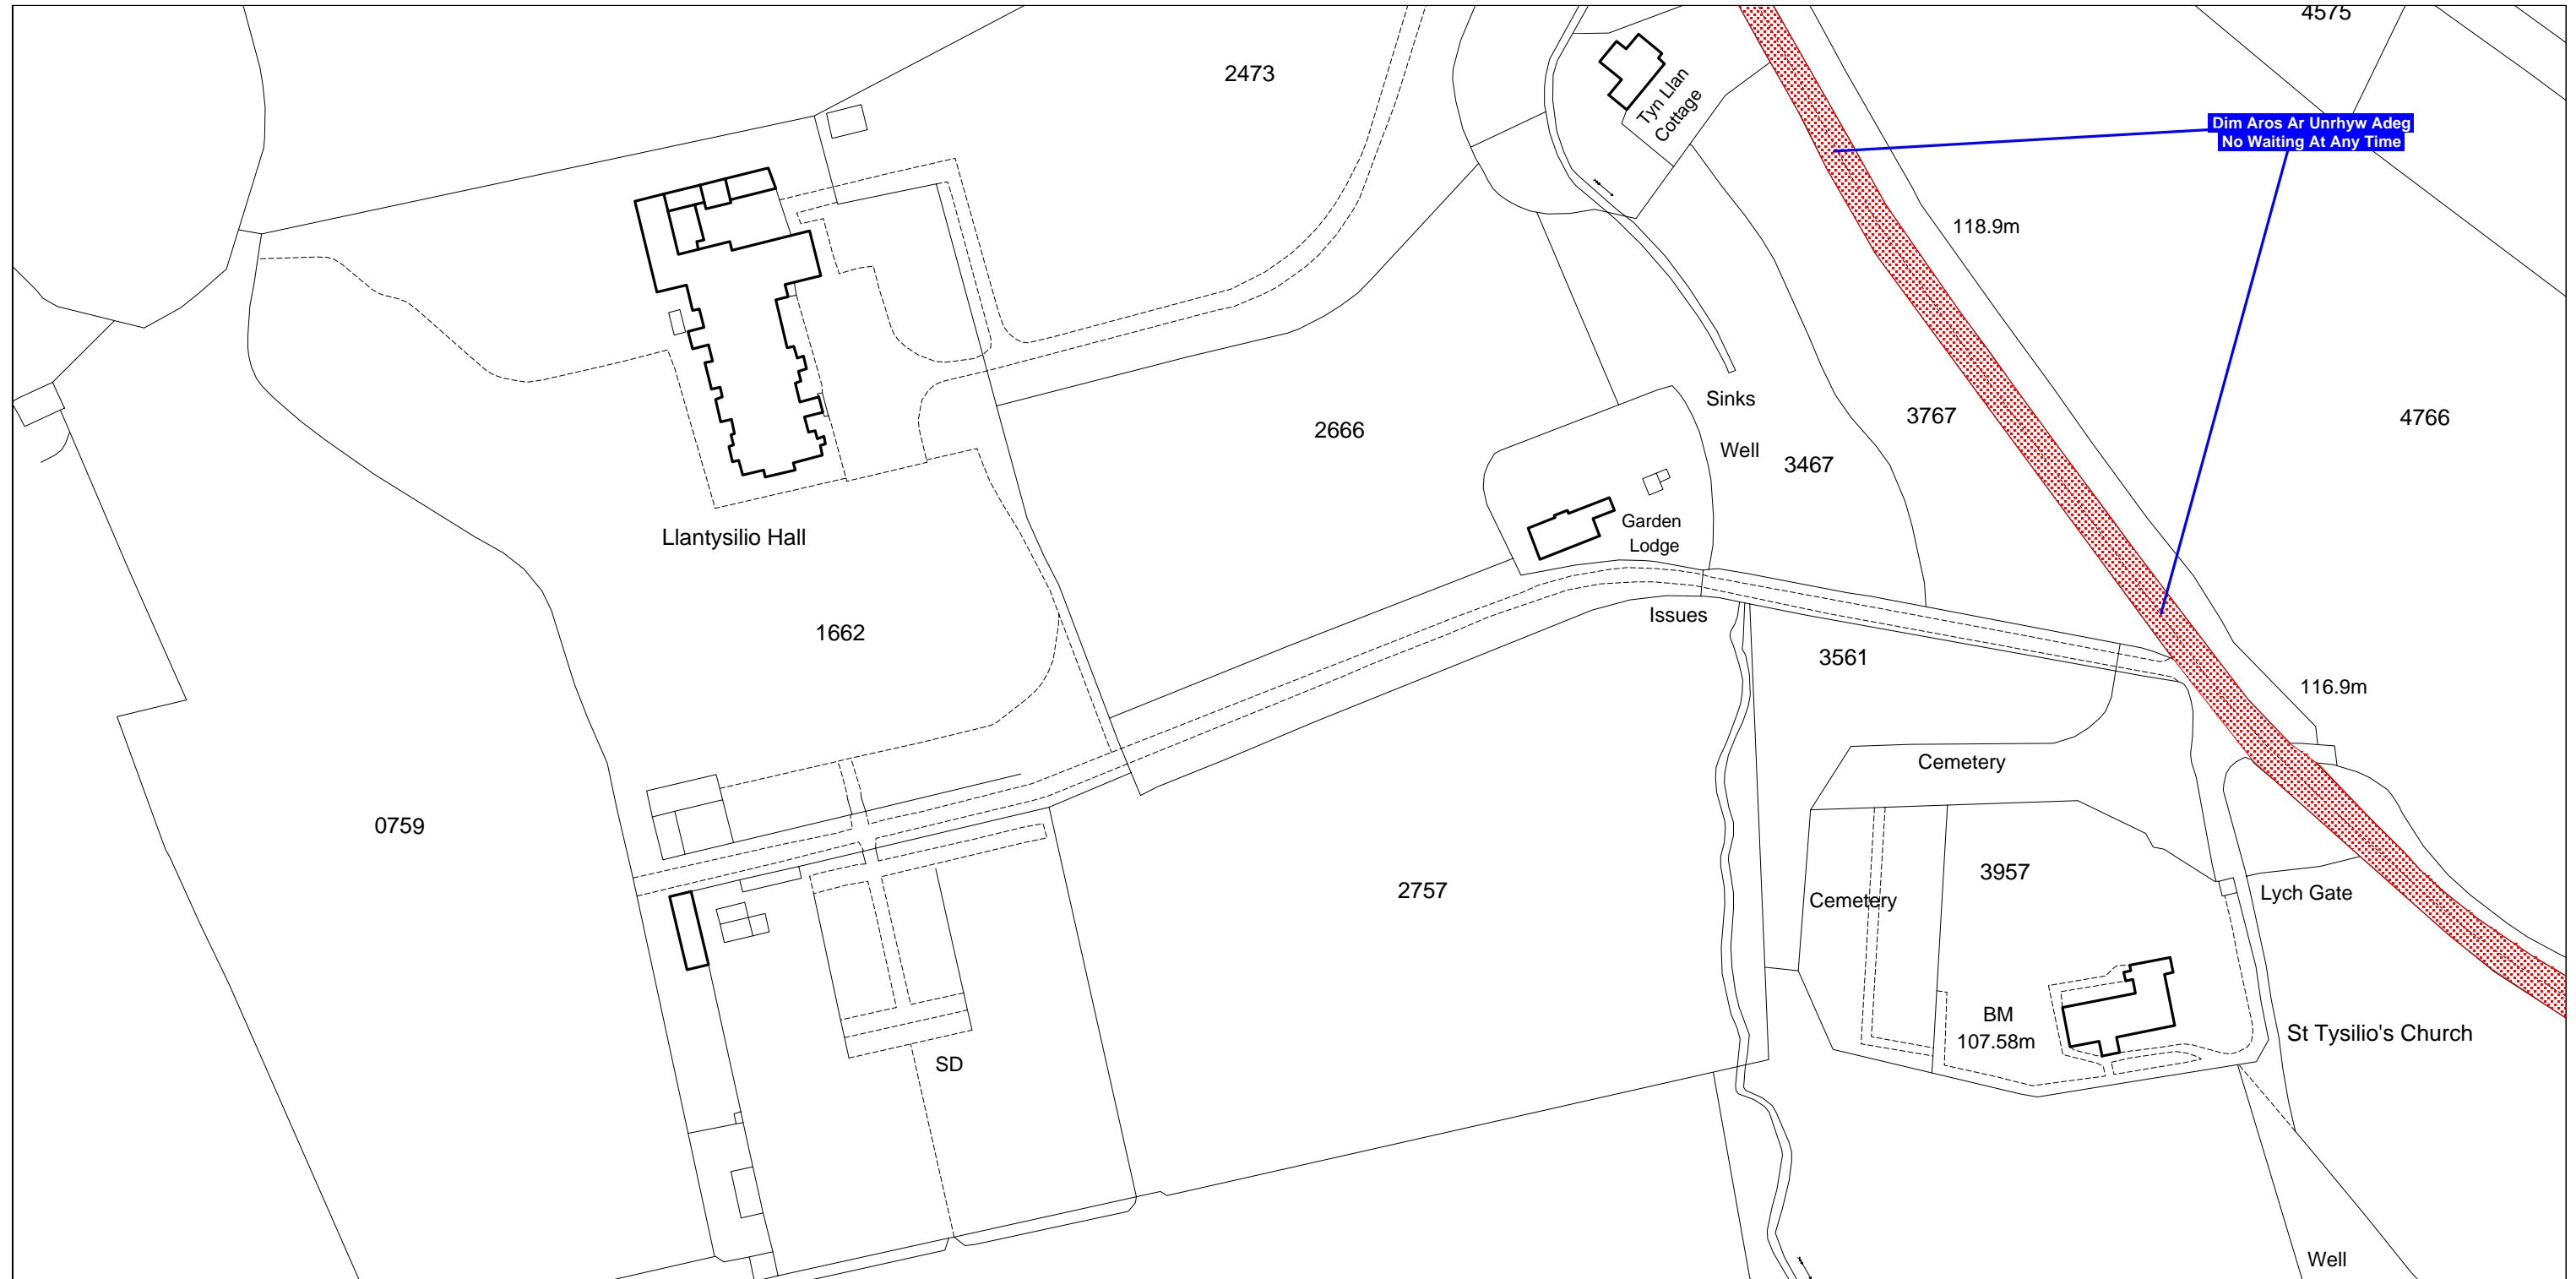 4575
2473
Tyn Llan
Cottage
Dim Aros Ar Unrhyw Adeg
No Waiting At Any Time
118.9m
Sinks
3767
4766
2666
Well
3467
Garden
Lodge
Llantysilio Hall
Issues
1662
3561
116.9m
Cemetery
0759
3957
2757
Cemetery
Lych Gate
BM
107.58m
St Tysilio's Church
SD
Well